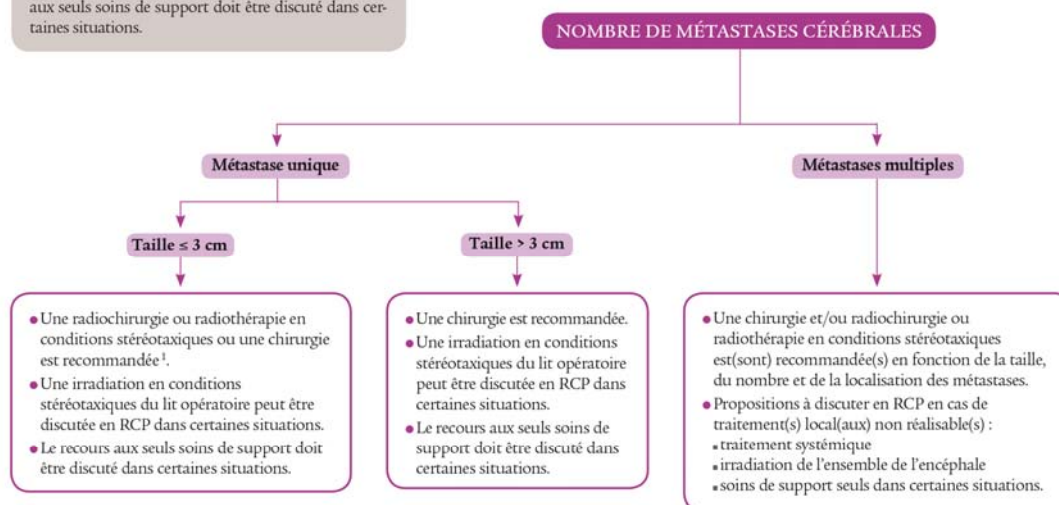 aux seuls soins de support doit être discuté dans cer-
taines situations.
NOMBRE DE MÉTASTASES CÉRÉBRALES
Métastase unique
Métastases multiples
Taille ≤ 3 cm
Taille > 3 cm
● Une radiochirurgie ou radiothérapie en
conditions stéréotaxiques ou une chirurgie
est recommandée¹.
● Une irradiation en conditions
stéréotaxiques du lit opératoire peut être
discutée en RCP dans certaines situations.
● Le recours aux seuls soins de support doit
être discuté dans certaines situations.
● Une chirurgie est recommandée.
● Une irradiation en conditions
stéréotaxiques du lit opératoire
peut être discutée en RCP dans
certaines situations.
● Le recours aux seuls soins de
support doit être discuté dans
certaines situations.
● Une chirurgie et/ou radiochirurgie ou
radiothérapie en conditions stéréotaxiques
est(sont) recommandée(s) en fonction de la taille,
du nombre et de la localisation des métastases.
● Propositions à discuter en RCP en cas de
traitement(s) local(aux) non réalisable(s) :
▪ traitement systémique
▪ irradiation de l'ensemble de l'encéphale
▪ soins de support seuls dans certaines situations.